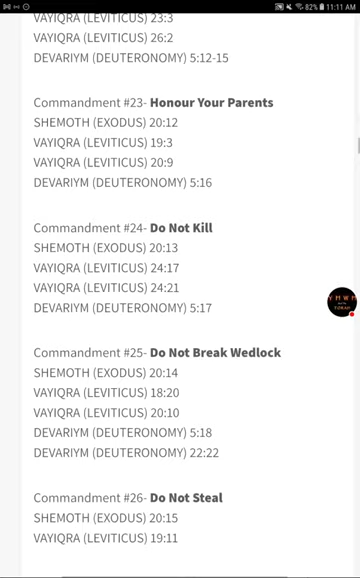 82% 11:11 AM
VAYIQRA (LEVITICUS) 23:3
VAYIQRA (LEVITICUS) 26:2
DEVARIYM (DEUTERONOMY) 5:12-15
Commandment #23- Honour Your Parents
SHEMOTH (EXODUS) 20:12
VAYIQRA (LEVITICUS) 19:3
VAYIQRA (LEVITICUS) 20:9
DEVARIYM (DEUTERONOMY) 5:16
Commandment #24- Do Not Kill
SHEMOTH (EXODUS) 20:13
VAYIQRA (LEVITICUS) 24:17
VAYIQRA (LEVITICUS) 24:21
DEVARIYM (DEUTERONOMY) 5:17
Commandment #25- Do Not Break Wedlock
SHEMOTH (EXODUS) 20:14
VAYIQRA (LEVITICUS) 18:20
VAYIQRA (LEVITICUS) 20:10
DEVARIYM (DEUTERONOMY) 5:18
DEVARIYM (DEUTERONOMY) 22:22
Commandment #26- Do Not Steal
SHEMOTH (EXODUS) 20:15
VAYIQRA (LEVITICUS) 19:11